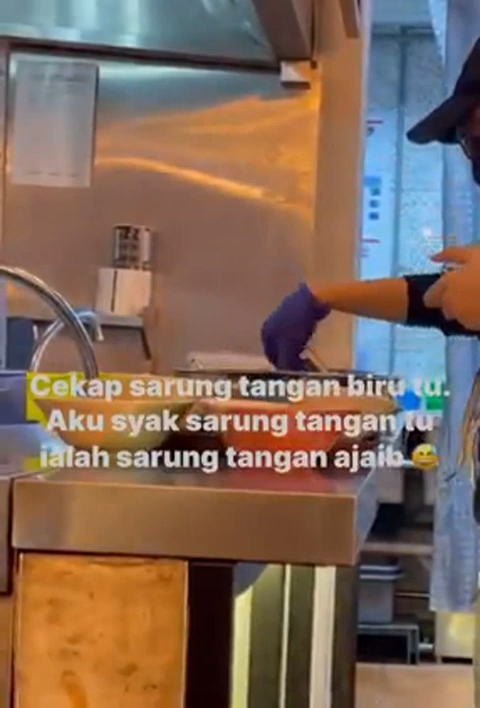 Cekap sarung tangan biru tu.
Aku syak sarung tangan tu
ialah sarung tangan ajaib 😅